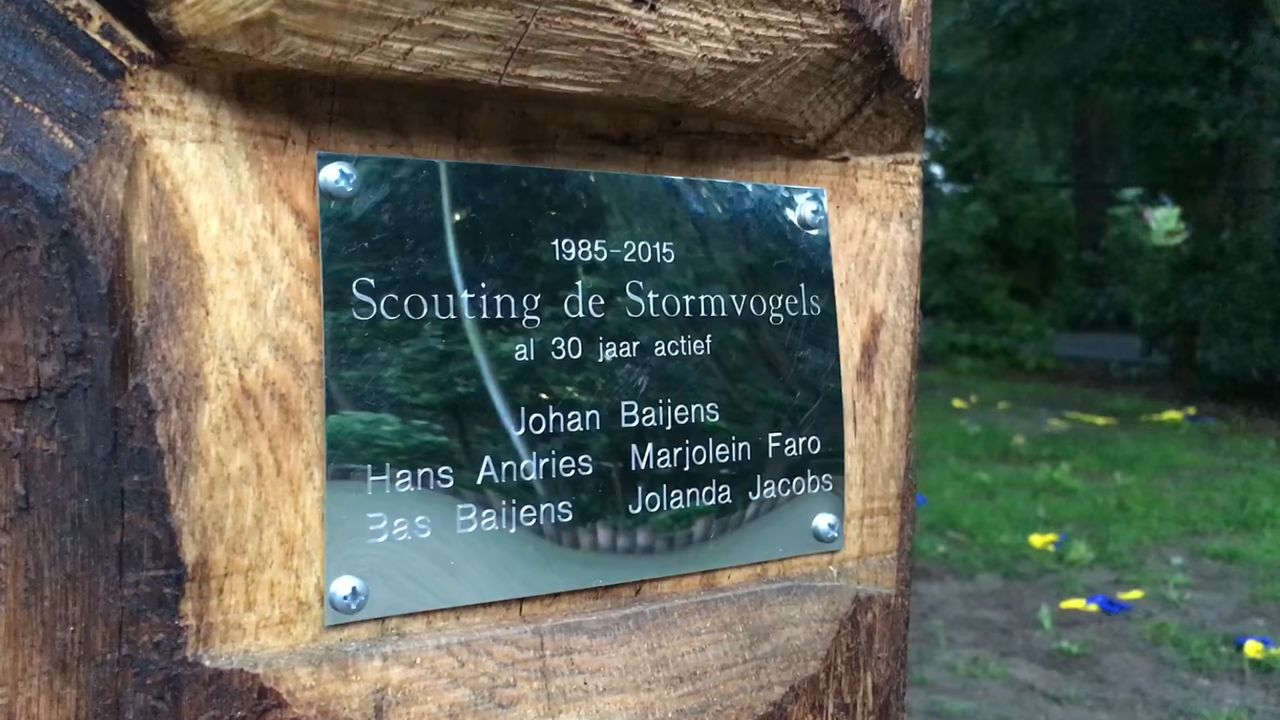 1985-2015
Scouting de Stormvogels
al 30 jaar actief
Johan Baijens
Hans Andries Marjolein Faro
Bas Baijens Jolanda Jacobs